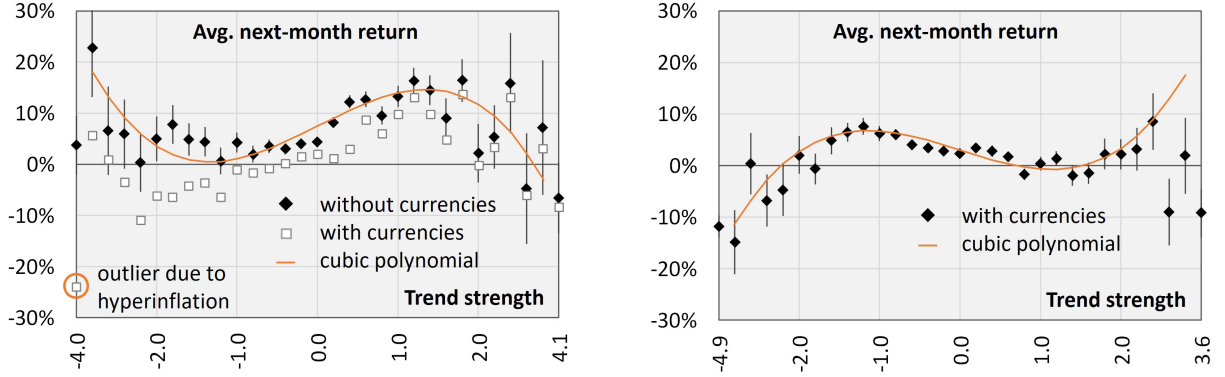 30%
20%
10%
0%
-10%
-20%
-30%
Avg. next-month return
without currencies
with currencies
cubic polynomial
outlier due to
hyperinflation
Trend strength
-4.0
-2.0
-1.0
0.0
1.0
2.0
4.1
30%
20%
10%
0%
-10%
-20%
-30%
Avg. next-month return
with currencies
cubic polynomial
Trend strength
-4.9
-2.0
-1.0
0.0
1.0
2.0
3.6